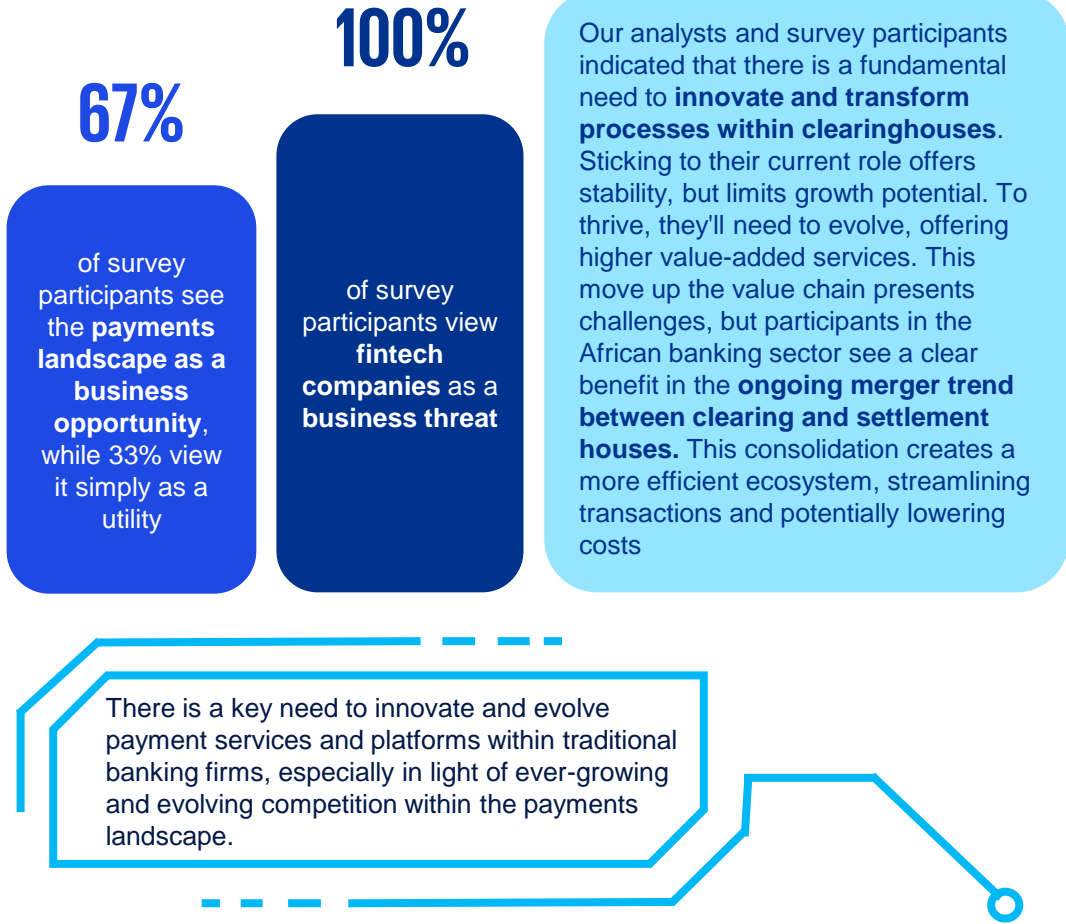 67%
of survey
participants see
the payments
landscape as a
business
opportunity,
while 33% view
it simply as a
utility
100%
of survey
participants view
fintech
companies as a
business threat
Our analysts and survey participants
indicated that there is a fundamental
need to innovate and transform
processes within clearinghouses.
Sticking to their current role offers
stability, but limits growth potential. To
thrive, they'll need to evolve, offering
higher value-added services. This
move up the value chain presents
challenges, but participants in the
African banking sector see a clear
benefit in the ongoing merger trend
between clearing and settlement
houses. This consolidation creates a
more efficient ecosystem, streamlining
transactions and potentially lowering
costs
There is a key need to innovate and evolve
payment services and platforms within traditional
banking firms, especially in light of ever-growing
and evolving competition within the payments
landscape.